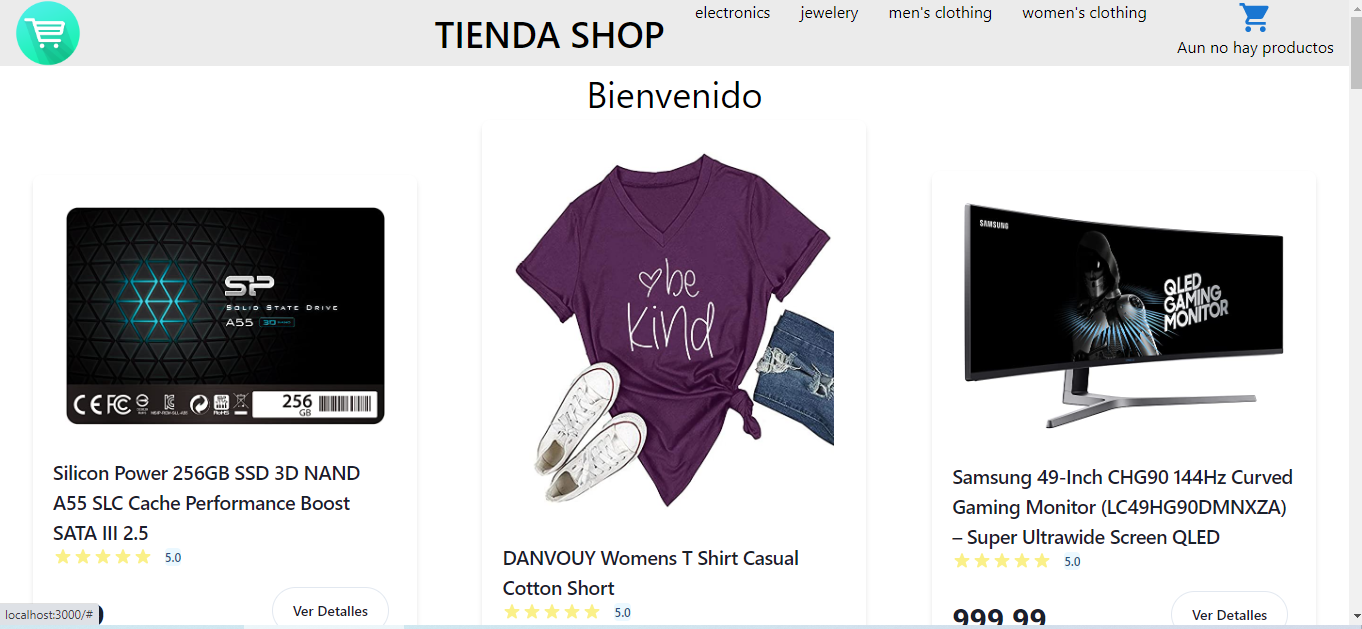 TIENDA SHOP
electronics
jewelery
men's clothing
women's clothing
Aun no hay productos
Bienvenido
SP
SOLID STATE DRIVE
A55
CE FC
256
GB
Silicon Power 256GB SSD 3D NAND
A55 SLC Cache Performance Boost
SATA III 2.5
5.0
Ver Detalles
be
kind
DANVOUY Womens T Shirt Casual
Cotton Short
5.0
SAMSUNG
QLED
GAMING
MONITOR
Samsung 49-Inch CHG90 144Hz Curved
Gaming Monitor (LC49HG90DMNXZA)
– Super Ultrawide Screen QLED
5.0
999.99
Ver Detalles
localhost:3000/#